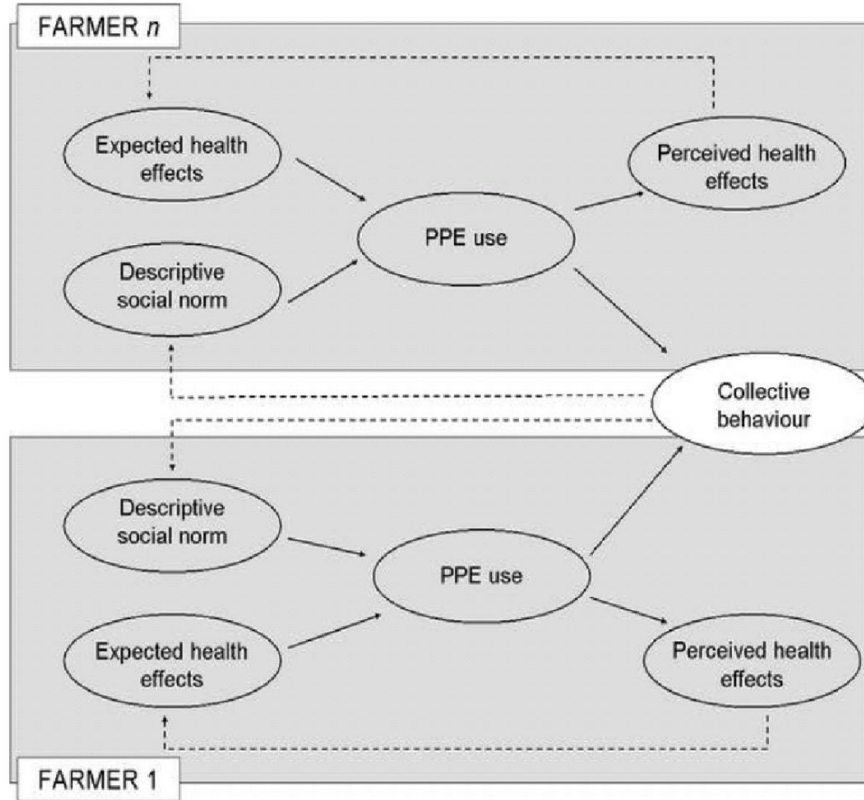 FARMER n
Expected health
effects
Perceived health
effects
PPE use
Descriptive
social norm
Collective
behaviour
Descriptive
social norm
PPE use
Expected health
effects
Perceived health
effects
FARMER 1